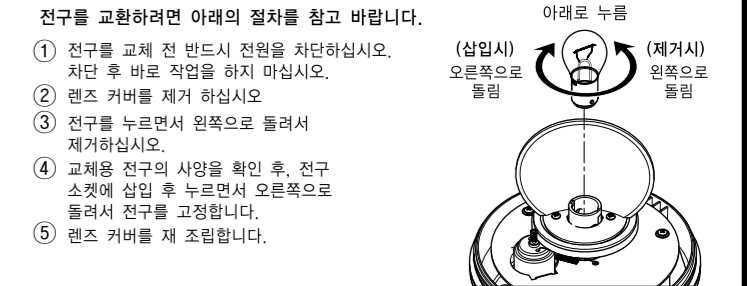 전구를 교환하려면 아래의 절차를 참고 바랍니다.
① 전구를 교체 전 반드시 전원을 차단하십시오.
차단 후 바로 작업을 하지 마십시오.
② 렌즈 커버를 제거 하십시오
③ 전구를 누르면서 왼쪽으로 돌려서
제거하십시오.
④ 교체용 전구의 사양을 확인 후, 전구
소켓에 삽입 후 누르면서 오른쪽으로
돌려서 전구를 고정합니다.
⑤ 렌즈 커버를 재 조립합니다.
아래로 누름
(삽입시)
오른쪽으로
돌림
(제거시)
왼쪽으로
돌림